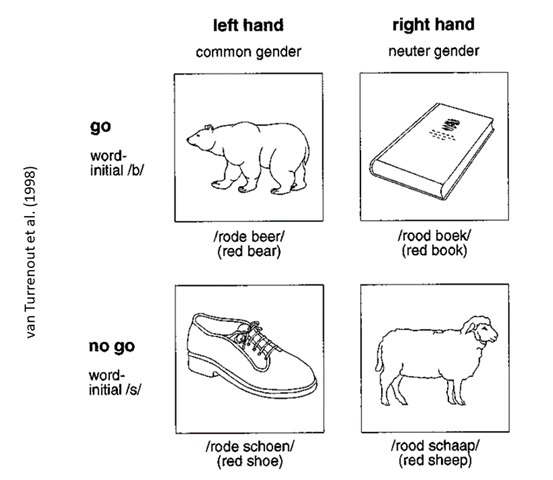 left hand
common gender
right hand
neuter gender
go
word-
initial /b/
/rode beer/
(red bear)
/rood boek/
(red book)
no go
word-
initial /s/
/rode schoen/
(red shoe)
/rood schaap/
(red sheep)
van Turrenout et al. (1998)